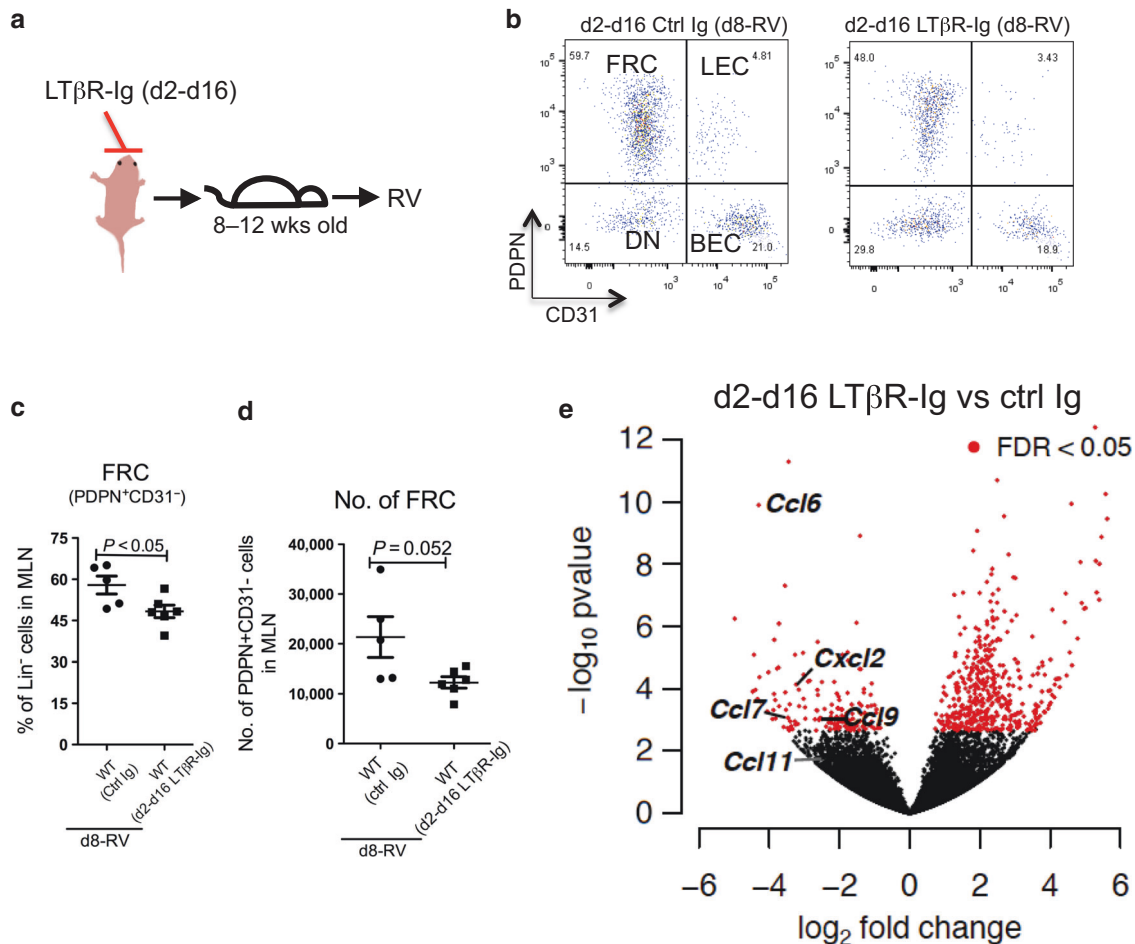 a
LTβR-Ig (d2-d16)
8–12 wks old
RV
b
d2-d16 Ctrl Ig (d8-RV)
d2-d16 LTβR-Ig (d8-RV)
59.7
FRC
LEC
4.81
14.5
DN
BEC
21.0
10⁵
10⁴
10³
0
0
10³
10⁴
10⁵
PDPN
CD31
48.0
3.43
29.8
18.9
10⁵
10⁴
10³
0
0
10³
10⁴
10⁵
c
FRC
(PDPN⁺CD31⁻)
P < 0.05
% of Lin⁻ cells in MLN
75
60
45
30
15
0
WT
(Ctrl Ig)
WT
(d2-d16 LTβR-Ig)
d8-RV
d
No. of FRC
P = 0.052
No. of PDPN+CD31- cells
in MLN
40,000
30,000
20,000
10,000
0
WT
(ctrl Ig)
WT
(d2-d16 LTβR-Ig)
d8-RV
e
d2-d16 LTβR-Ig vs ctrl Ig
FDR < 0.05
Ccl6
Cxcl2
Ccl7
Ccl9
Ccl11
−log₁₀ pvalue
12
10
8
6
4
2
0
−6
−4
−2
0
2
4
6
log₂ fold change